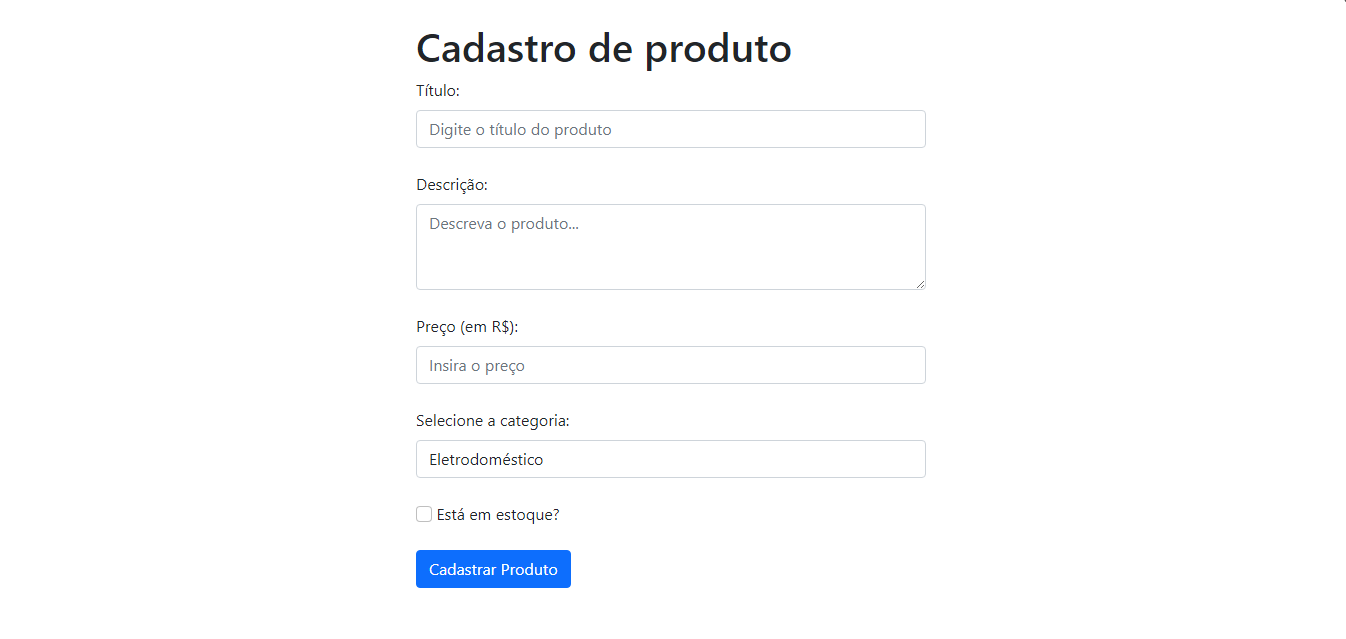 Cadastro de produto
Título:
Digite o título do produto
Descrição:
Descreva o produto...
Preço (em R$):
Insira o preço
Selecione a categoria:
Eletrodoméstico
Está em estoque?
Cadastrar Produto